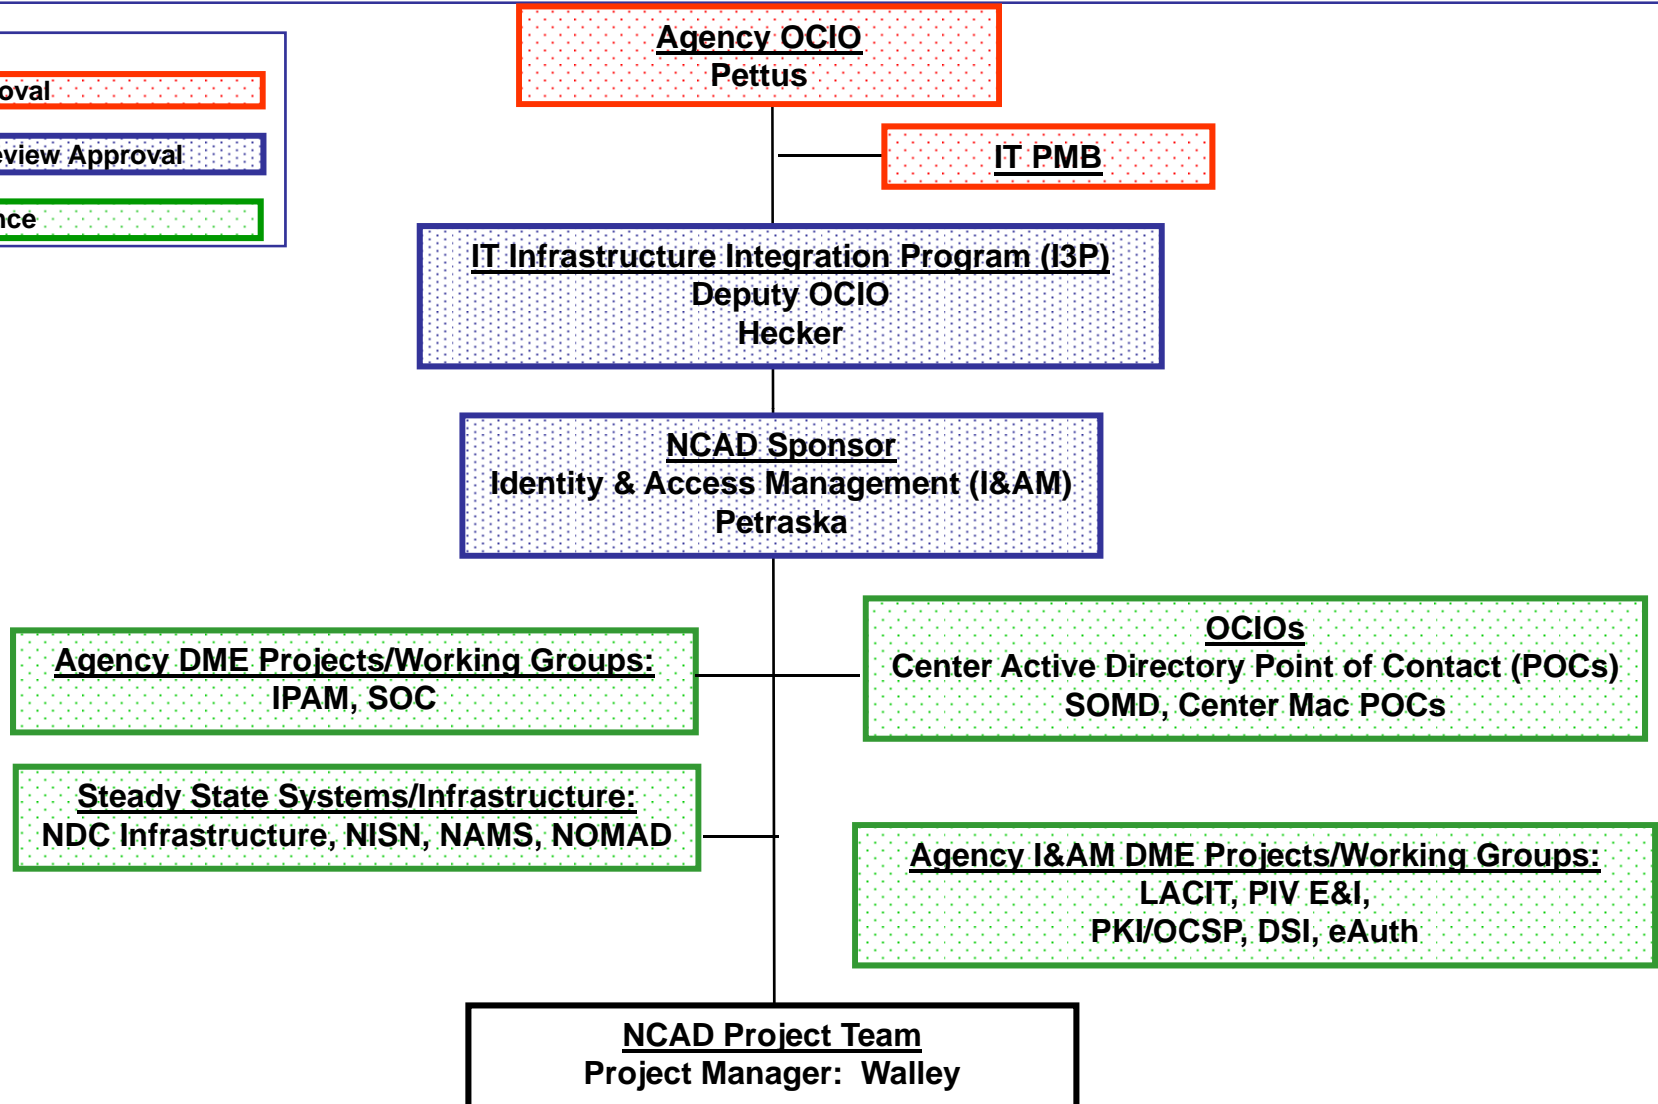 Agency OCIO
Pettus
oval
eview Approval
nce
IT PMB
IT Infrastructure Integration Program (I3P)
Deputy OCIO
Hecker
NCAD Sponsor
Identity & Access Management (I&AM)
Petraska
Agency DME Projects/Working Groups:
IPAM, SOC
OCIOs
Center Active Directory Point of Contact (POCs)
SOMD, Center Mac POCs
Steady State Systems/Infrastructure:
NDC Infrastructure, NISN, NAMS, NOMAD
Agency I&AM DME Projects/Working Groups:
LACIT, PIV E&I,
PKI/OCSP, DSI, eAuth
NCAD Project Team
Project Manager:  Walley